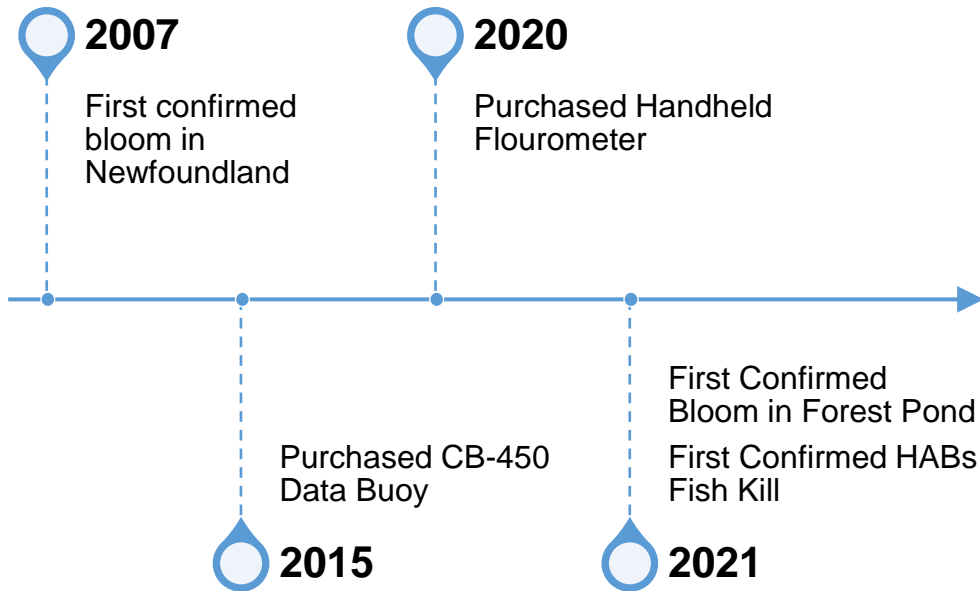 2007
First confirmed
bloom in
Newfoundland
2020
Purchased Handheld
Flourometer
Purchased CB-450
Data Buoy
2015
First Confirmed
Bloom in Forest Pond
First Confirmed HABs
Fish Kill
2021